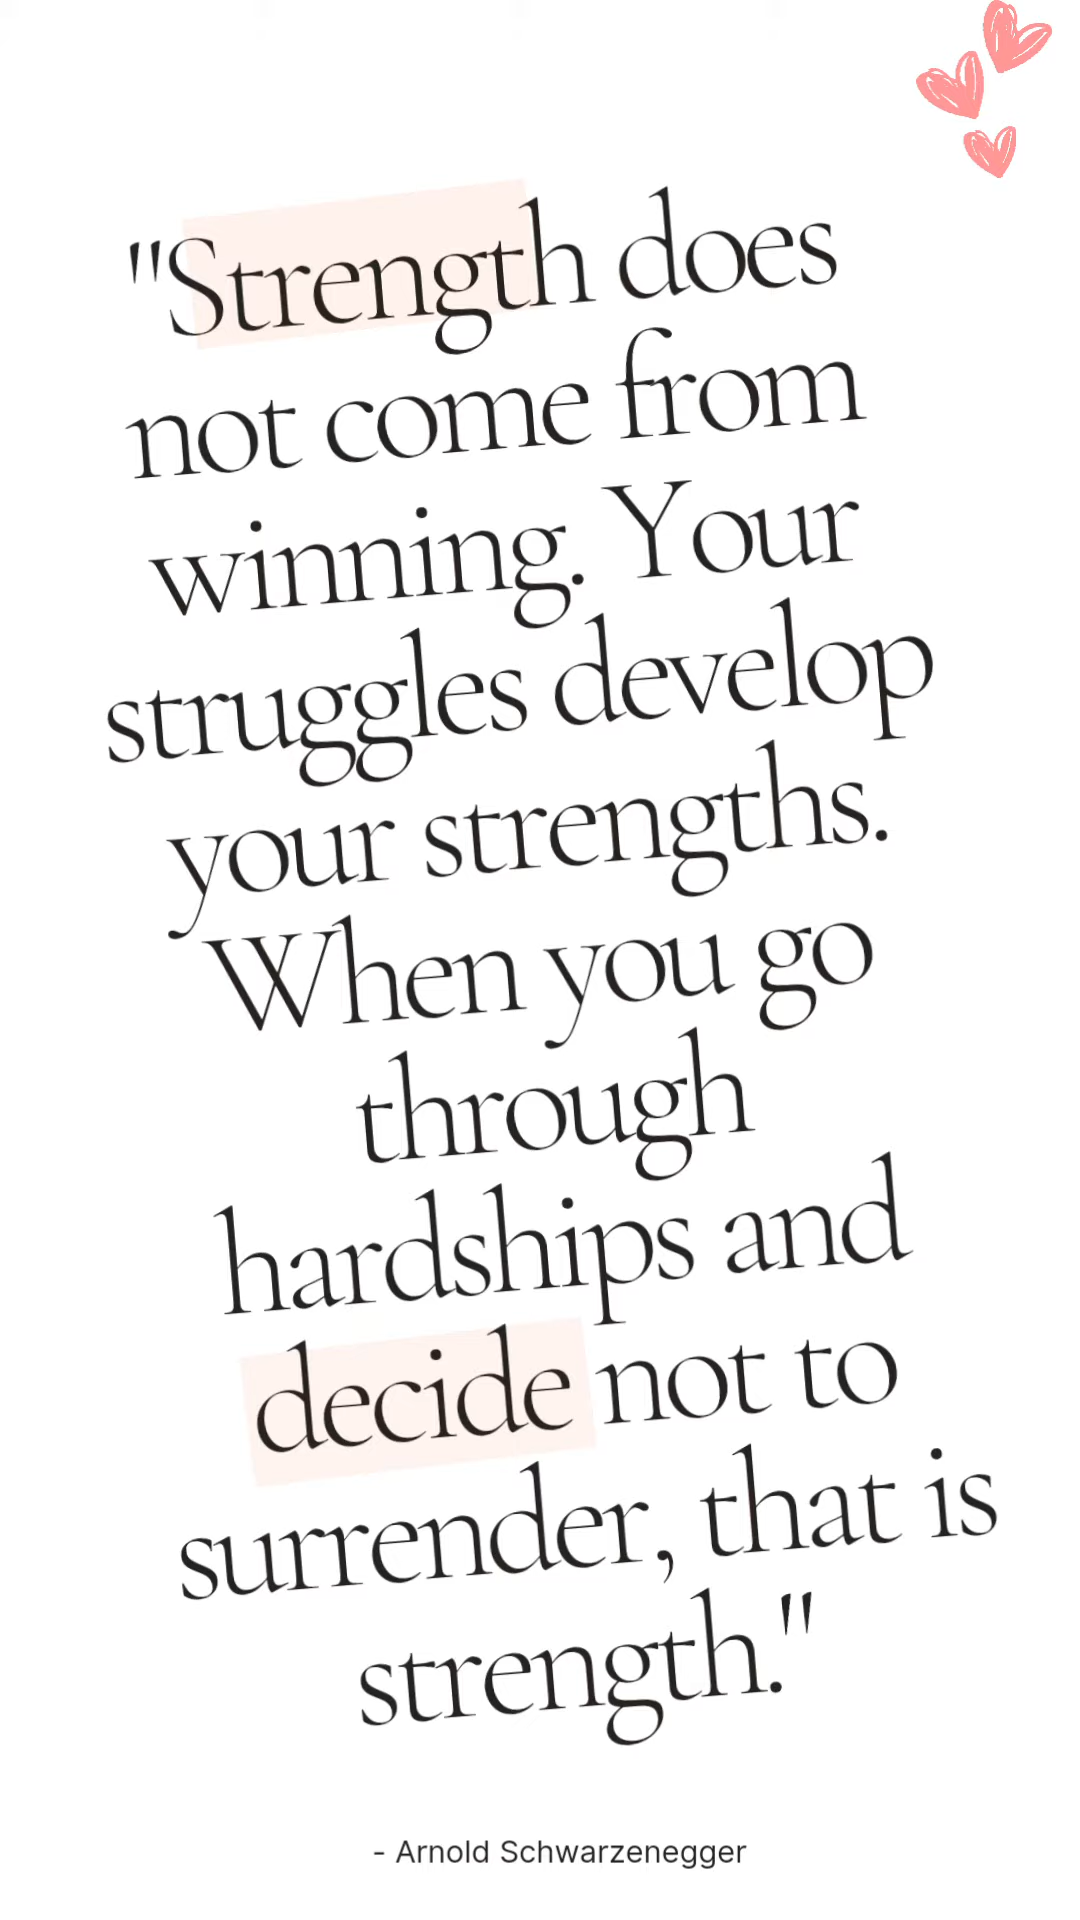 "Strength does
not come from
winning. Your
struggles develop
your strengths.
When you go
through
hardships and
decide not to
surrender, that is
strength."
- Arnold Schwarzenegger